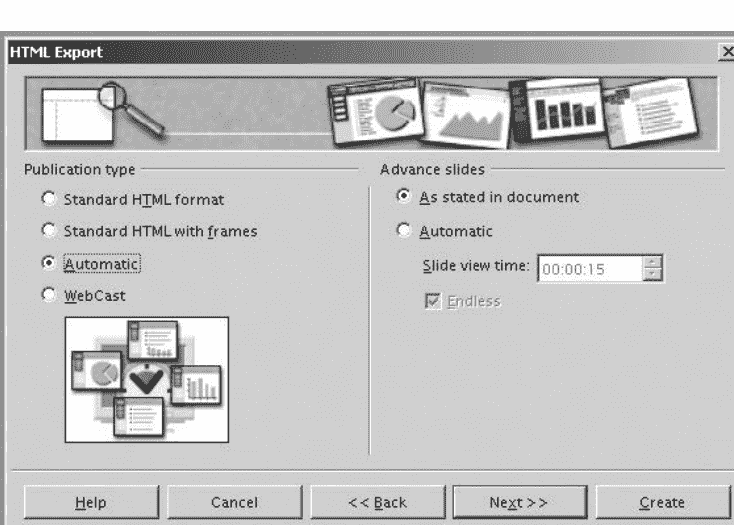 HTML Export
Publication type
Standard HTML format
Standard HTML with frames
Automatic
WebCast
Advance slides
As stated in document
Automatic
Slide view time: 00:00:15
Endless
Help
Cancel
<< Back
Next >>
Create